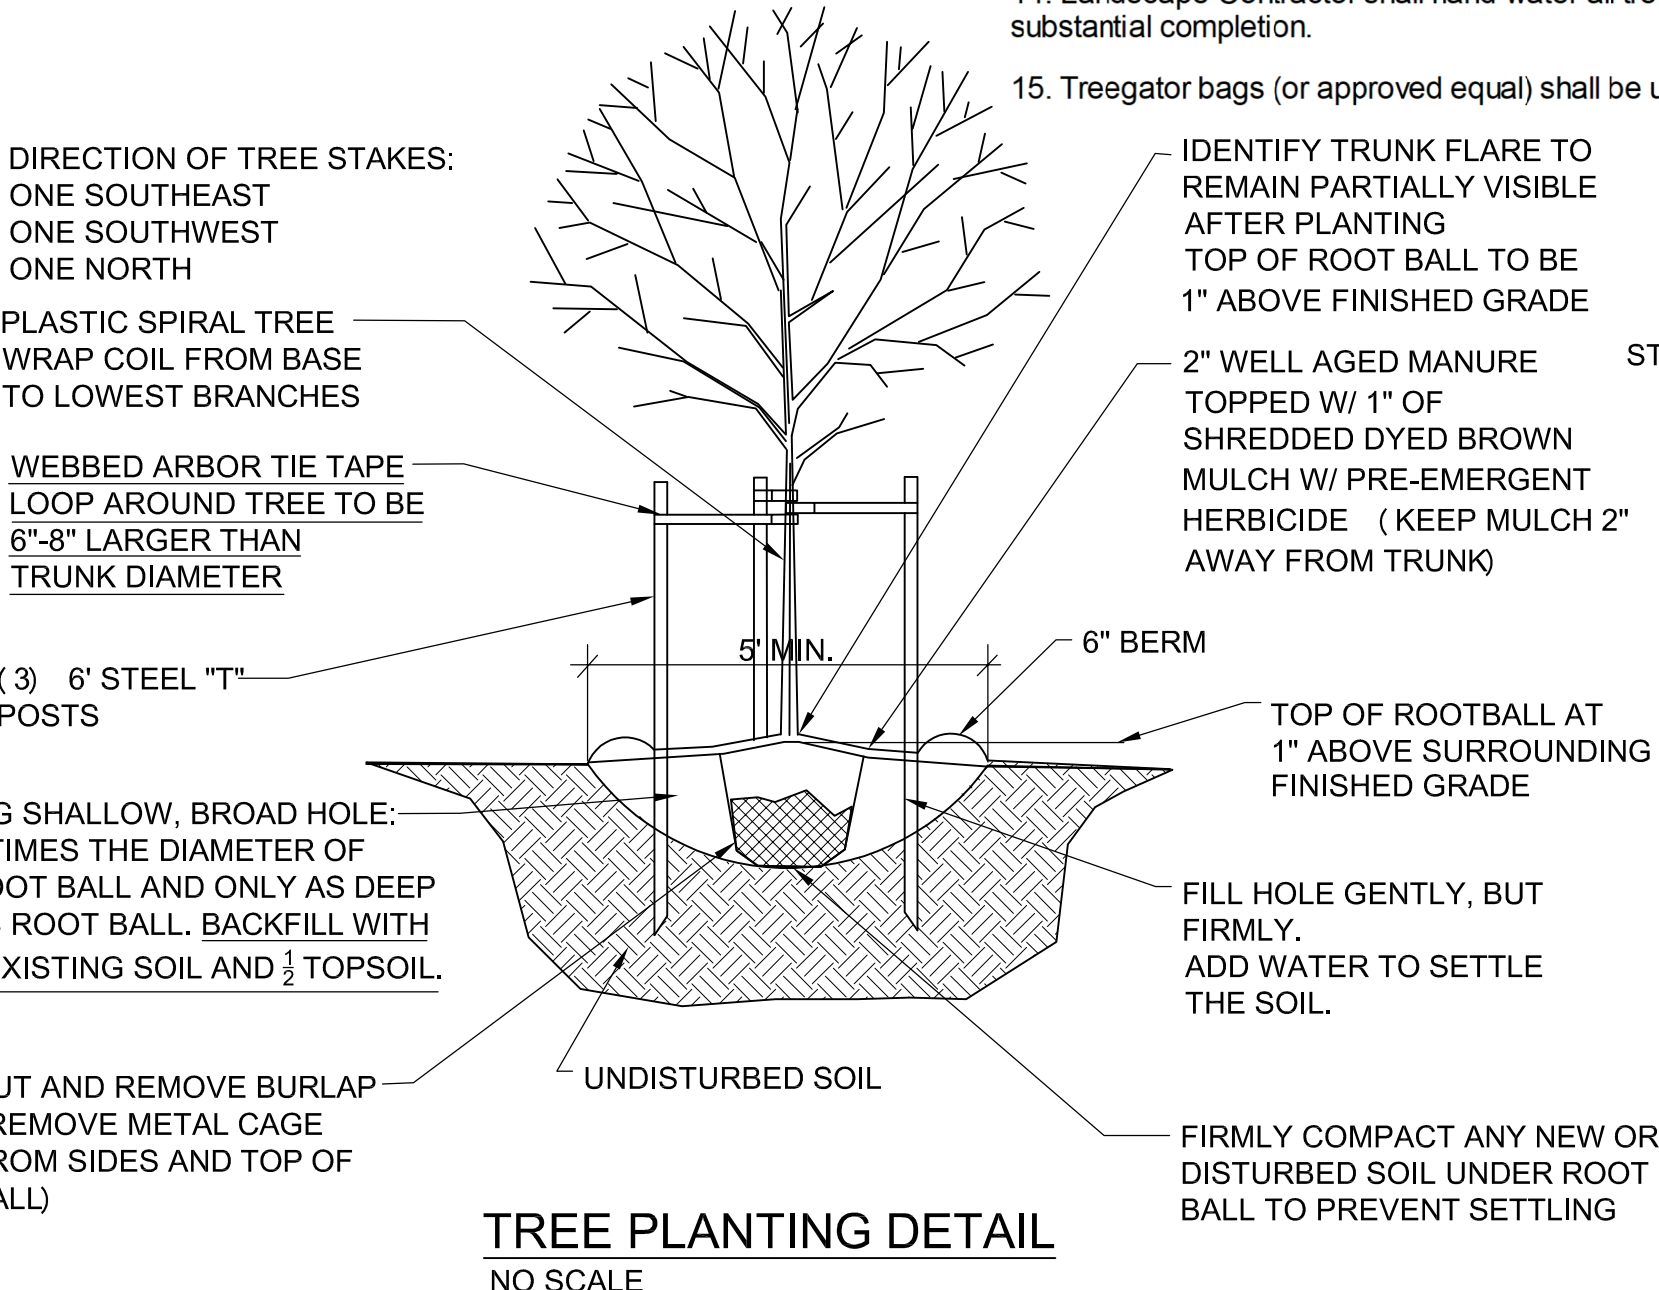 substantial completion.
15. Treegator bags (or approved equal) shall be
DIRECTION OF TREE STAKES:
ONE SOUTHEAST
ONE SOUTHWEST
ONE NORTH
PLASTIC SPIRAL TREE
WRAP COIL FROM BASE
TO LOWEST BRANCHES
WEBBED ARBOR TIE TAPE
LOOP AROUND TREE TO BE
6"-8" LARGER THAN
TRUNK DIAMETER
(3) 6' STEEL "T"
POSTS
SHALLOW, BROAD HOLE:
TIMES THE DIAMETER OF
BALL AND ONLY AS DEEP
ROOT BALL. BACKFILL WITH
SOIL AND ½ TOPSOIL.
AND REMOVE BURLAP
REMOVE METAL CAGE
SIDES AND TOP OF
IDENTIFY TRUNK FLARE TO
REMAIN PARTIALLY VISIBLE
AFTER PLANTING
TOP OF ROOT BALL TO BE
1" ABOVE FINISHED GRADE
2" WELL AGED MANURE
TOPPED W/ 1" OF
SHREDDED DYED BROWN
MULCH W/ PRE-EMERGENT
HERBICIDE (KEEP MULCH 2"
AWAY FROM TRUNK)
5' MIN.
6" BERM
TOP OF ROOTBALL AT
1" ABOVE SURROUNDING
FINISHED GRADE
FILL HOLE GENTLY, BUT
FIRMLY.
ADD WATER TO SETTLE
THE SOIL.
UNDISTURBED SOIL
FIRMLY COMPACT ANY NEW OR
DISTURBED SOIL UNDER ROOT
BALL TO PREVENT SETTLING
TREE PLANTING DETAIL
NO SCALE